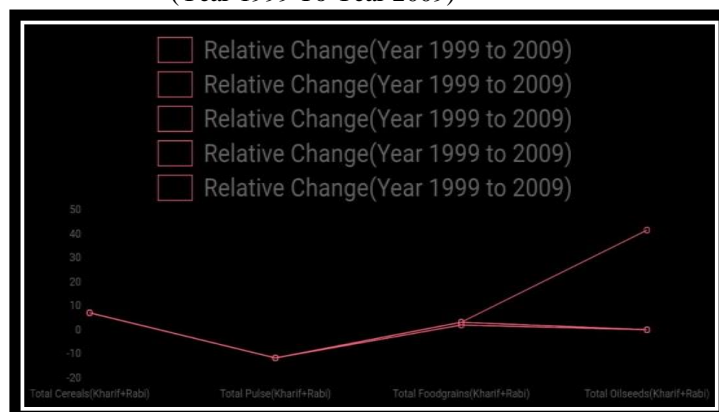 (Year 1999 To Year 2009)
Relative Change(Year 1999 to 2009)
Relative Change(Year 1999 to 2009)
Relative Change(Year 1999 to 2009)
Relative Change(Year 1999 to 2009)
Relative Change(Year 1999 to 2009)
50
40
30
20
10
0
-10
-20
Total Cereals(Kharif+Rabi) Total Pulse(Kharif+Rabi) Total Foodgrains(Kharif+Rabi) Total Oilseeds(Kharif+Rabi)